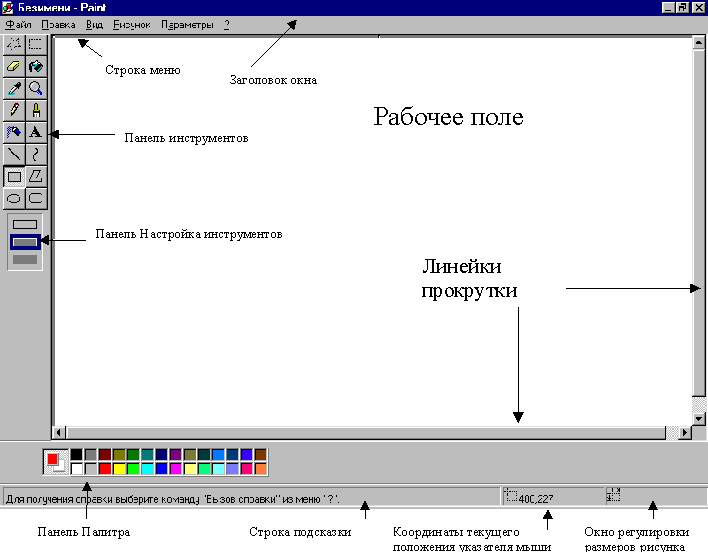 Безимени - Paint
Файл Правка Вид Рисунок Параметры ?
Строка меню
Заголовок окна
Рабочее поле
A
Панель инструментов
Панель Настройка инструментов
Линейки
прокрутки
Для получения справки выберите команду "Вызов справки" из меню "?".
400,227
Панель Палитра
Строка подсказки
Координаты текущего
положения указателя мыши
Окно регулировки
размеров рисунка